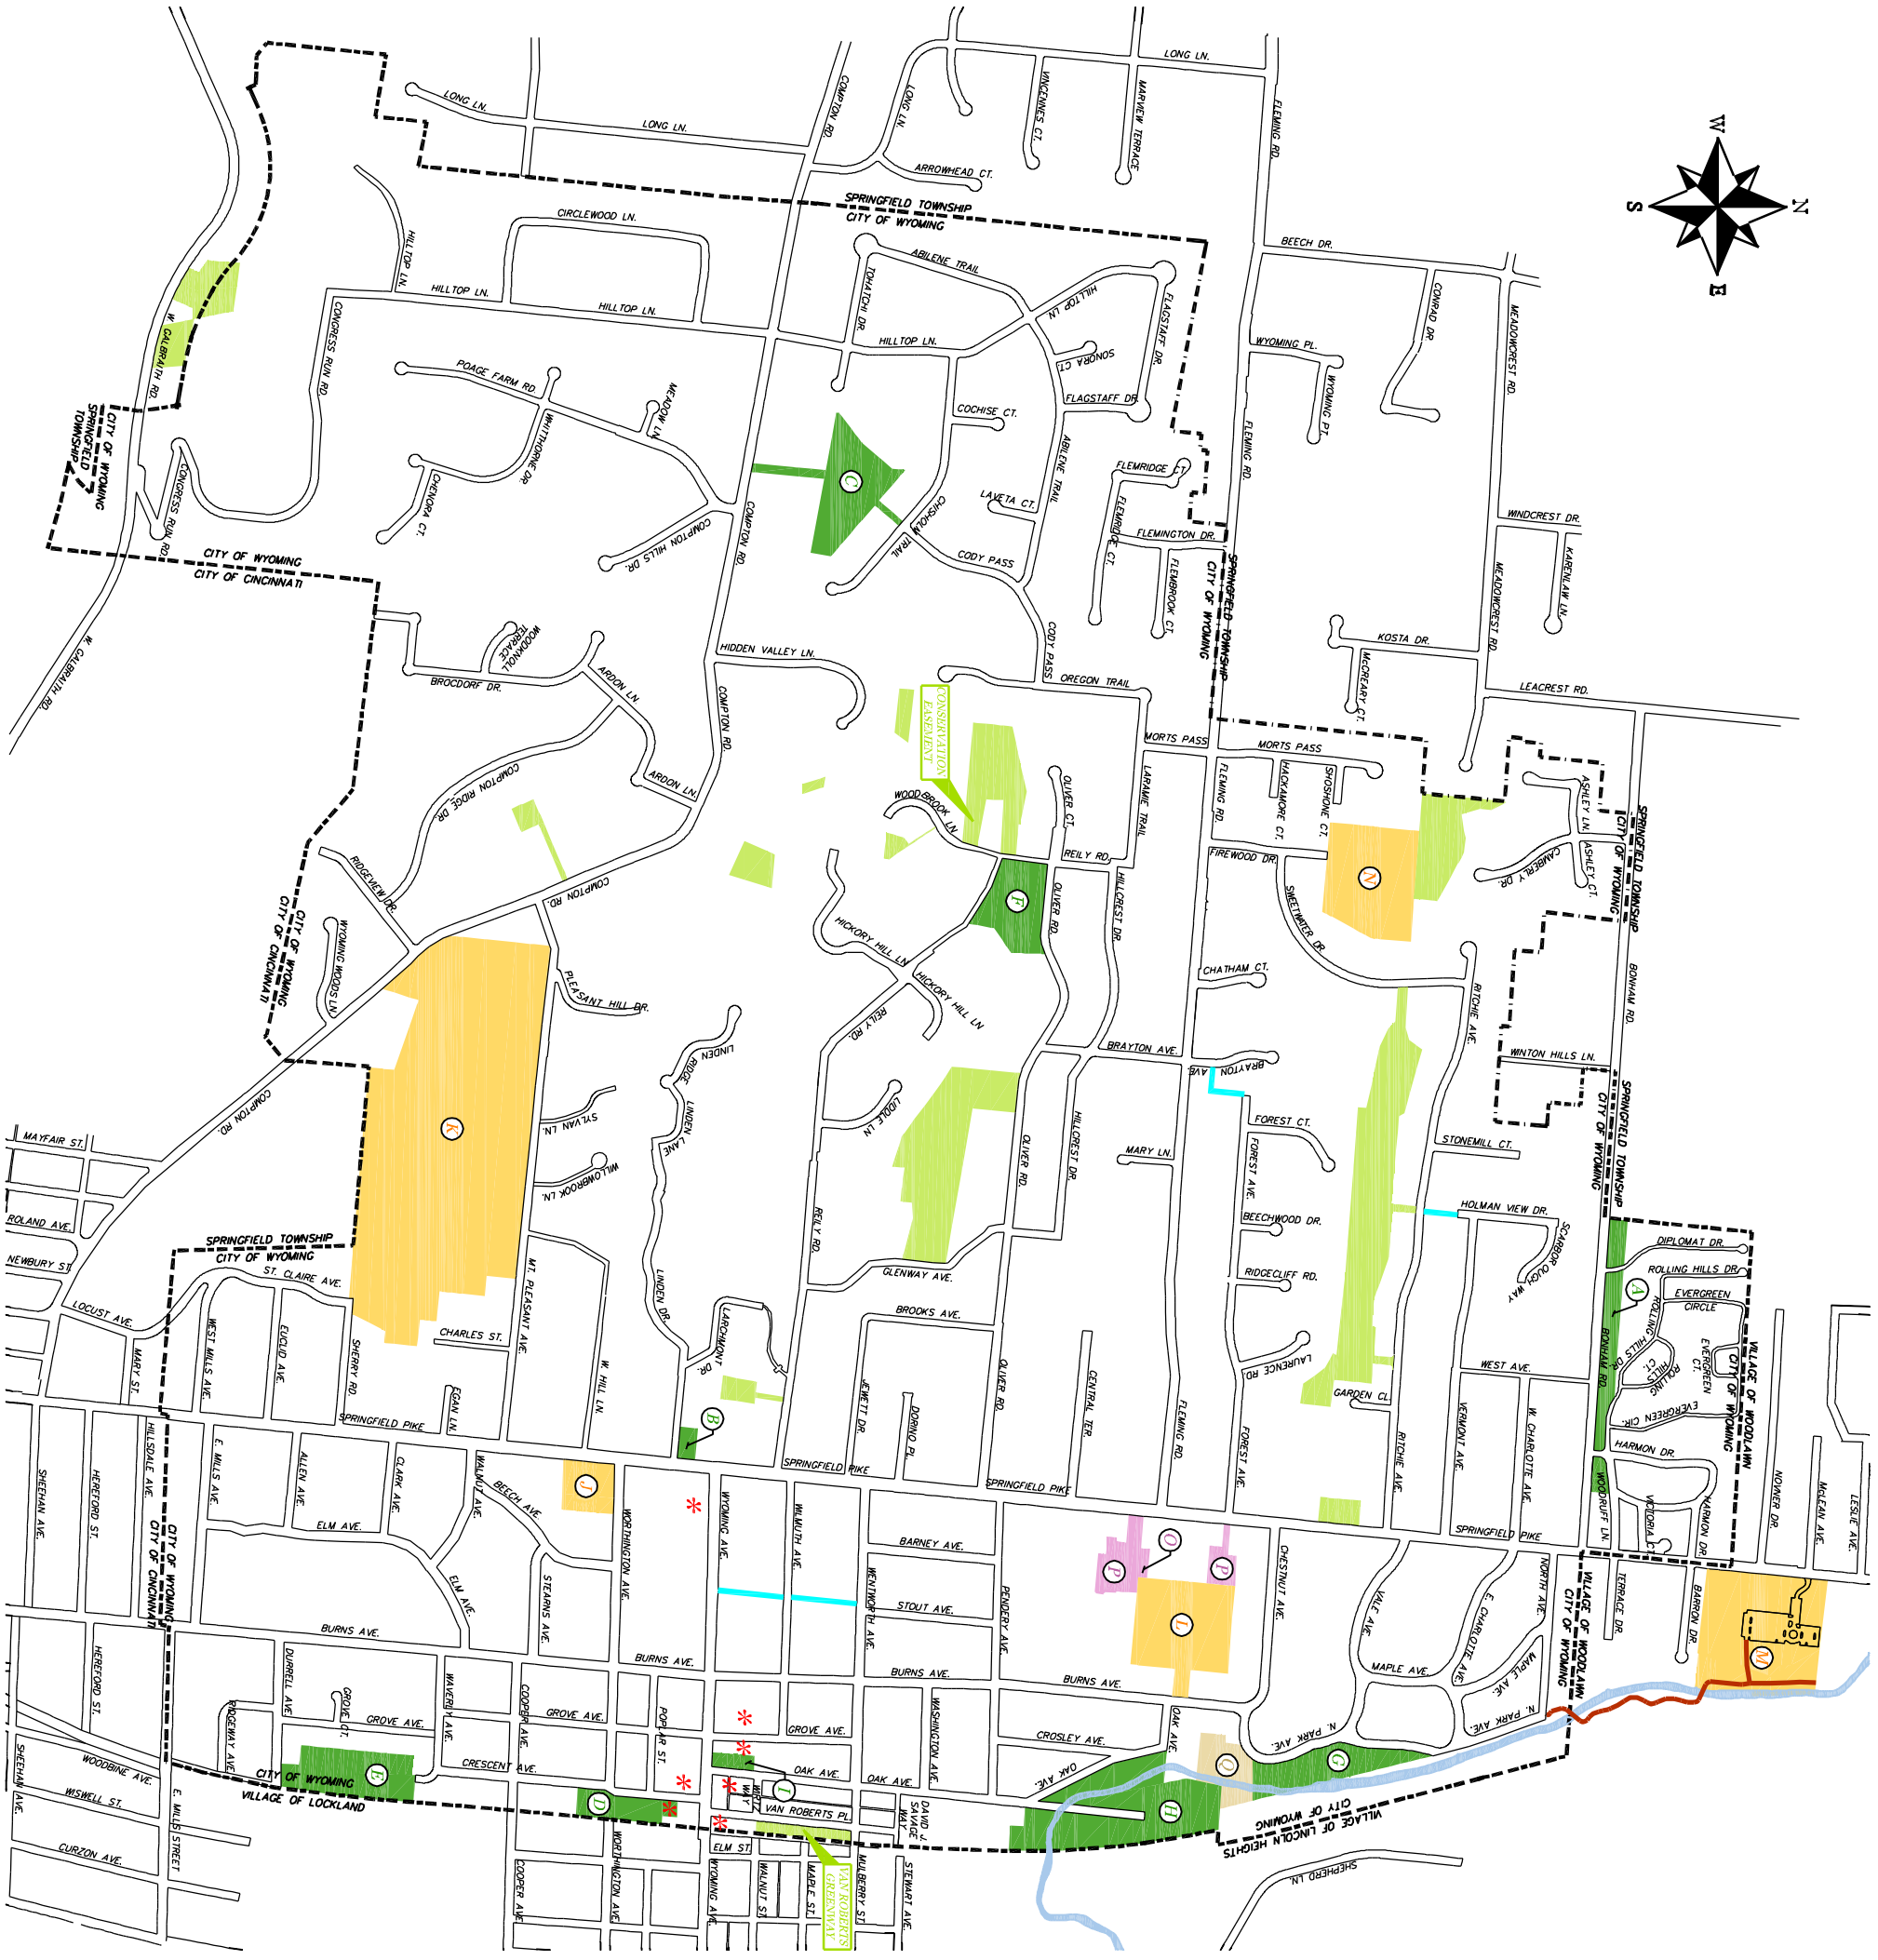 W
N
S
E
LONG LN.
FLEMING RD.
VINCENNES CT.
MARVIEW TERRACE
COMPTON RD.
LONG LN.
LONG LN.
LONG LN.
ARROWHEAD CT.
SPRINGFIELD TOWNSHIP
CITY OF WYOMING
CIRCLEWOOD LN.
HILLTOP LN.
ABILENE TRAIL
TOHATCHI DR.
HILLTOP LN
FLAGSTAFF DR.
BEECH DR.
CONRAD DR.
MEADOWCREST RD.
HILLTOP LN.
HILLTOP LN.
HILLTOP LN.
CONGRESS RUN RD.
W. GALBRAITH RD.
SONORA CT.
WYOMING PL.
WYOMING PT.
POAGE FARM RD.
MEADOW LN.
COCHISE CT.
FLAGSTAFF DR.
ABILENE TRAIL
FLEMING RD.
CITY OF WYOMING
SPRINGFIELD
TOWNSHIP
WHITHORNE DR.
CHENORA CT.
CONGRESS RUN RD.
C
CHISHOLM TRAIL
LAVETA CT.
FLEMRIDGE CT.
FLEMRIDGE CT.
FLEMINGTON DR.
FLEMBROOK CT.
WINDCREST DR.
KARENLAW LN.
MEADOWCREST RD.
COMPTON HILLS DR.
COMPTON RD.
CODY PASS
CITY OF WYOMING
CITY OF CINCINNATI
SPRINGFIELD TOWNSHIP
CITY OF WYOMING
W. GALBRAITH RD.
WOODKNOLL
TERRACE
BROCDORF DR.
ARDON LN
HIDDEN VALLEY LN.
CODY PASS
OREGON TRAIL
KOSTA DR.
McCREARY CT.
LEACREST RD.
COMPTON RD.
CONSERVATION
EASEMENT
MORTS PASS
MORTS PASS
ARDON LN.
COMPTON RIDGE DR.
WOODBROOK LN
OLIVER CT.
LARAMIE TRAIL
FLEMING RD.
HACKAMORE CT.
SHOSHONE CT.
ASHLEY LN.
ASHLEY CT.
CAMBERLY DR.
SPRINGFIELD TOWNSHIP
CITY OF WYOMING
RIDGEVIEW DR.
COMPTON RD.
REILY RD.
FIREWOOD DR.
N
F
OLIVER RD.
HILLCREST DR.
SWEETWATER DR
CITY OF WYOMING
CITY OF CINCINNATI
WYOMING WOODS LN
PLEASANT HILL DR.
HICKORY HILL LN
HICKORY HILL LN
REILY RD.
CHATHAM CT.
RITCHIE AVE.
BONHAM RD.
LINDEN
RIDGE
LINDEN LANE
BRAYTON AVE.
BRAYTON AVE.
WINTON HILLS LN.
COMPTON RD.
K
SYLVAN LN.
WILLOWBROOK LN.
LIDDLE LN
OLIVER RD.
HILLCREST DR.
MARY LN.
FOREST CT.
FOREST AVE.
STONEMILL CT.
SPRINGFIELD TOWNSHIP
CITY OF WYOMING
MAYFAIR ST.
ROLAND AVE.
NEWBURY ST
SPRINGFIELD TOWNSHIP
CITY OF WYOMING
ST. CLAIRE AVE.
REILY RD.
BEECHWOOD DR.
HOLMAN VIEW DR.
SCARBOROUGH WAY
DIPLOMAT DR.
ROLLING HILLS DR.
A
EVERGREEN
CIRCLE
LOCUST AVE.
MARY ST.
WEST MILLS AVE.
EUCLID AVE.
SHERRY RD.
CHARLES ST.
MT. PLEASANT AVE.
W. HILL LN.
LINDEN DR.
LARCHMONT
DR.
GLENWAY AVE.
BROOKS AVE.
RIDGECLIFF RD.
LAURENCE RD.
GARDEN CL.
WEST AVE.
BONHAM RD.
ROLLING HILLS DR.
ROLLING
HILLS
CT.
EVERGREEN
CT.
EVERGREEN CIR.
VILLAGE OF WOODLAWN
CITY OF WYOMING
EGAN LN.
SPRINGFIELD PIKE
B
JEWETT DR.
DORINO PL.
OLIVER RD.
CENTRAL TER.
FLEMING RD.
FOREST AVE.
RITCHIE AVE.
VERMONT AVE.
W. CHARLOTTE AVE.
HARMON DR.
HARMON DR.
VICTORIA CT.
WOODRUFF LN.
NOVNER DR.
McLEAN AVE.
LESLIE AVE.
SHEEHAN AVE.
HEREFORD ST.
HILLSDALE AVE.
E. MILLS AVE.
ALLEN AVE.
CLARK AVE.
WALNUT AVE.
BEECH AVE.
J
SPRINGFIELD PIKE
SPRINGFIELD PIKE
SPRINGFIELD PIKE
ELM AVE.
ELM AVE.
STEARNS AVE.
WORTHINGTON AVE.
WYOMING AVE.
WILMUTH AVE.
WENTWORTH AVE.
BARNEY AVE.
STOUT AVE.
PENDERY AVE.
O
P
P
L
CHESTNUT AVE.
VALE AVE.
E. CHARLOTTE AVE.
NORTH AVE.
MAPLE AVE.
MAPLE AVE.
TERRACE DR.
BARRON DR.
M
VILLAGE OF WOODLAWN
CITY OF WYOMING
CITY OF WYOMING
CITY OF CINCINNATI
HEREFORD ST.
BURNS AVE.
BURNS AVE.
BURNS AVE.
BURNS AVE.
DURRELL AVE.
RIDGEWAY AVE.
GROVE CT.
GROVE AVE.
WAVERLY AVE.
COOPER AVE.
GROVE AVE.
POPLAR ST.
GROVE AVE.
WASHINGTON AVE.
CROSLEY AVE.
OAK AVE.
N. PARK AVE.
N. PARK AVE.
G
Q
H
OAK AVE.
OAK AVE.
OAK AVE.
I
WIRTZ
WAY
VAN ROBERTS PL.
DAVID J.
SAVAGE
WAY
CRESCENT AVE.
E
D
CITY OF WYOMING
VILLAGE OF LOCKLAND
VILLAGE OF LINCOLN HEIGHTS
CITY OF WYOMING
SHEEHAN AVE.
WOODBINE AVE.
WISWELL ST.
CURZON AVE.
E. MILLS STREET
COOPER AVE.
WORTHINGTON AVE.
WYOMING AVE.
ELM ST.
WALNUT ST.
MAPLE ST.
VAN ROBERTS
GREENWAY
MULBERRY ST.
STEWART AVE.
SHEPHERD LN.